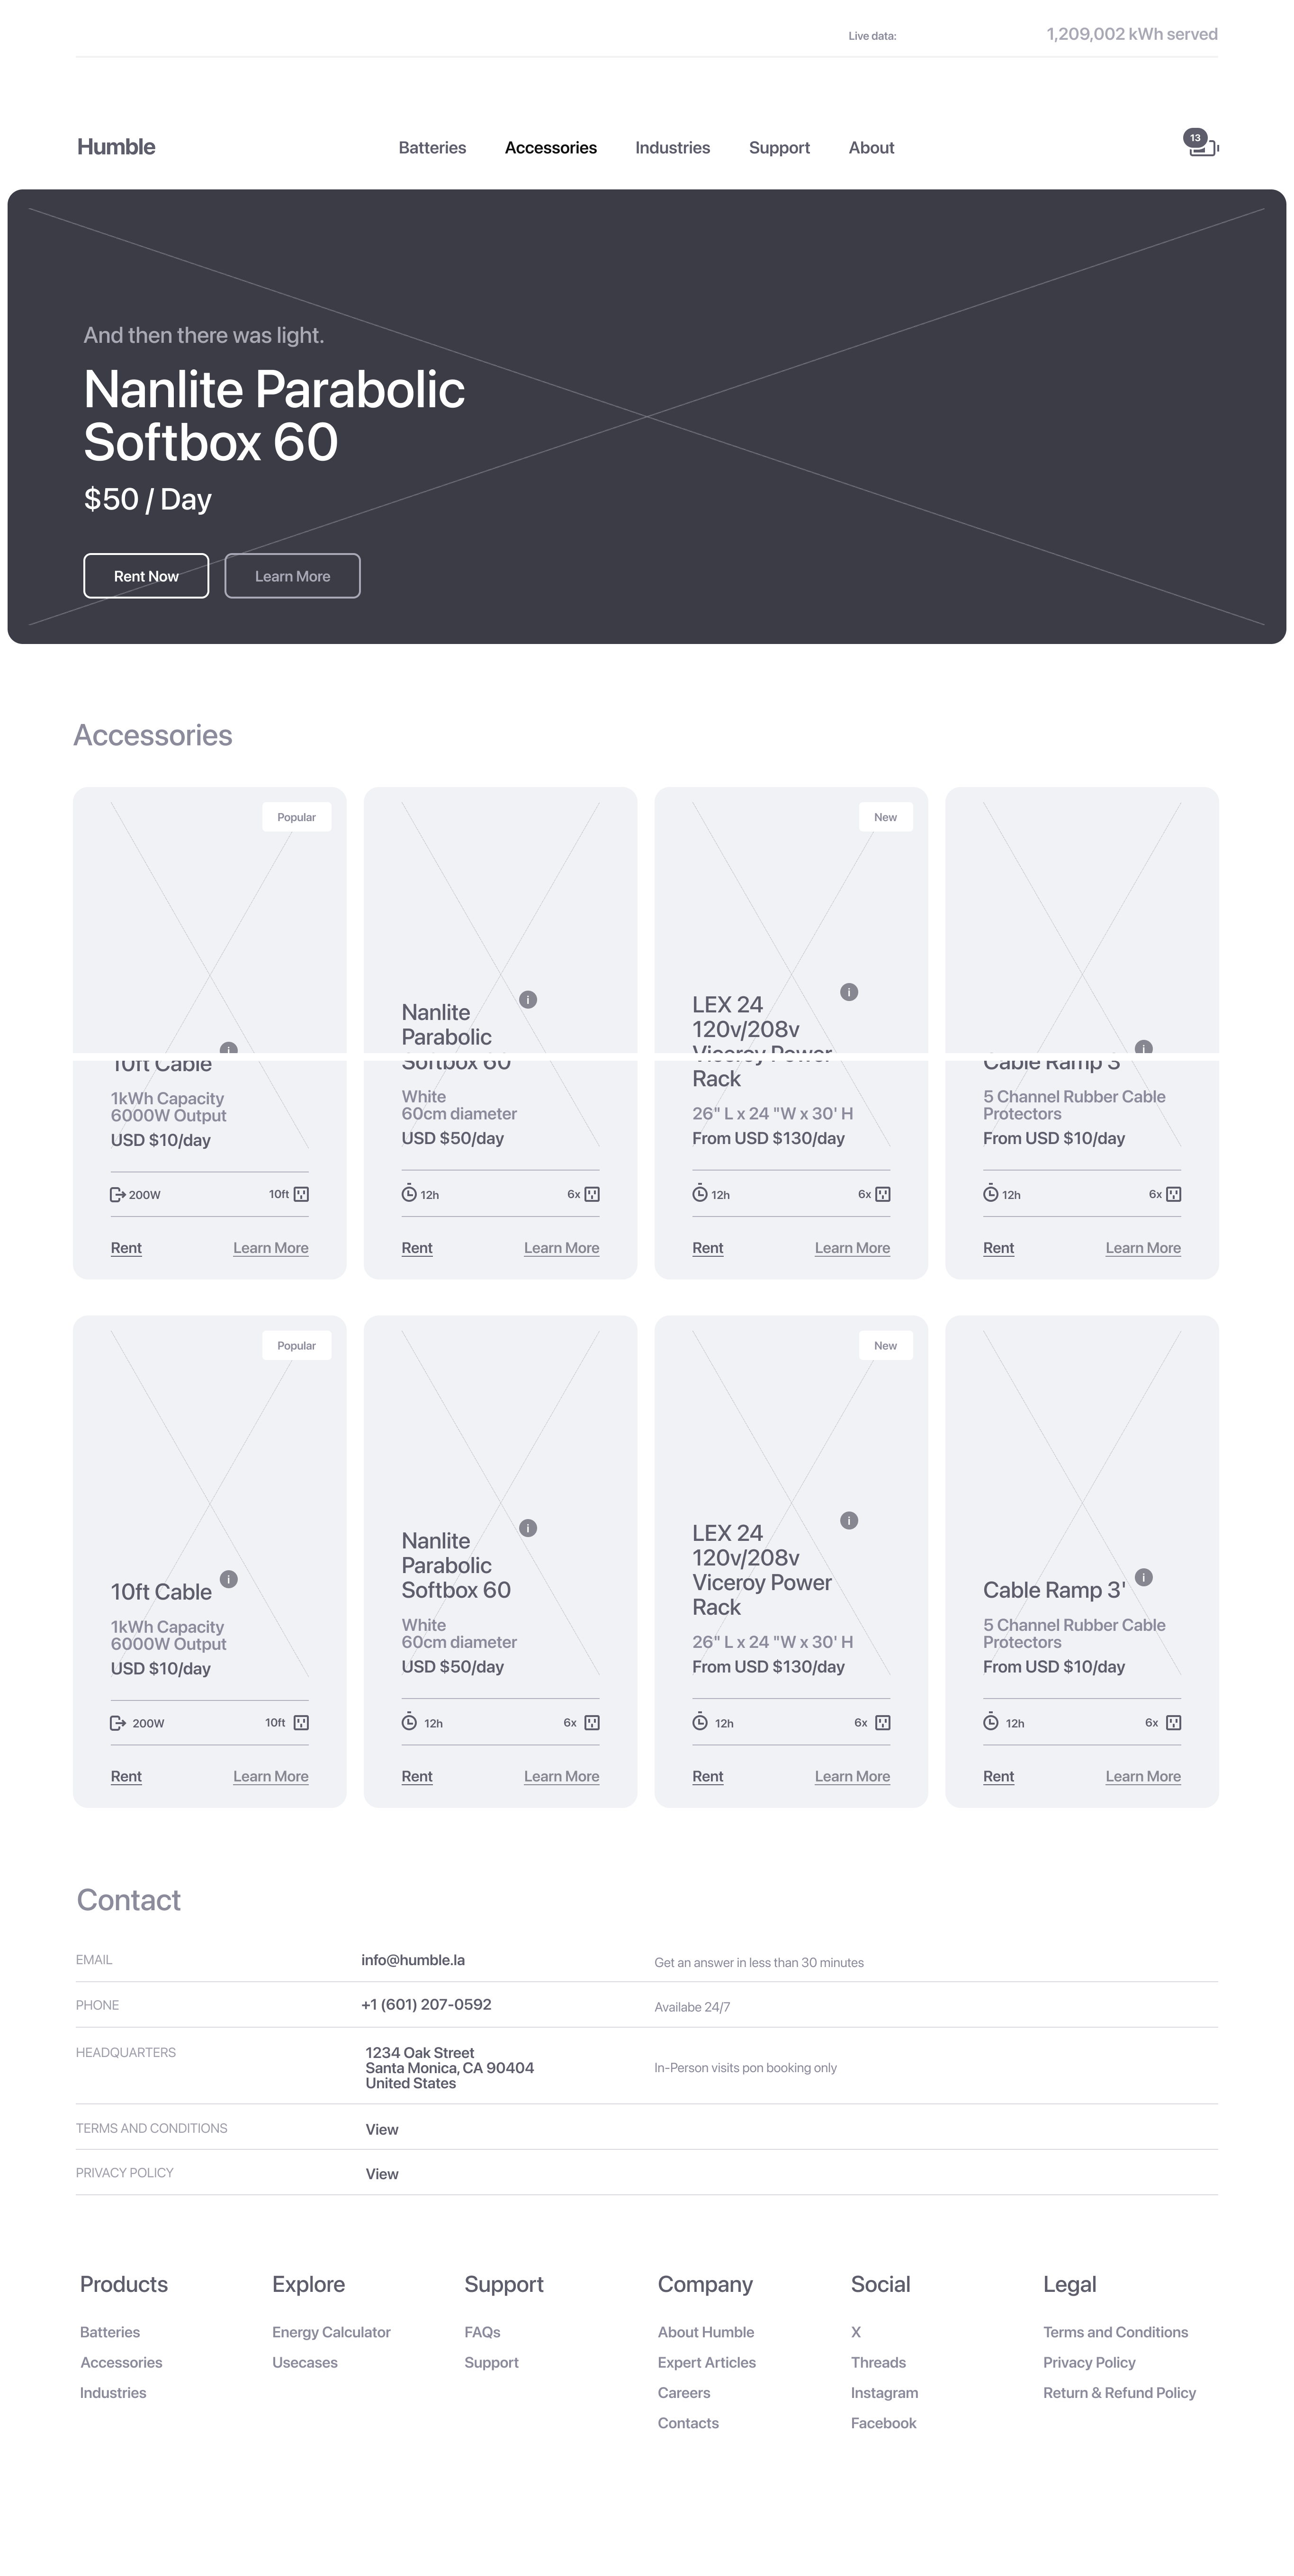 Live data:
1,209,002 kWh served
Humble
Batteries
Accessories
Industries
Support
About
13
And then there was light.
Nanlite Parabolic
Softbox 60
$50 / Day
Rent Now
Learn More
Accessories
Popular
i
10ft Cable
1kWh Capacity
6000W Output
USD $10/day
200W
10ft
Rent
Learn More
i
Nanlite
Parabolic
Softbox 60
White
60cm diameter
USD $50/day
12h
6x
Rent
Learn More
New
i
LEX 24
120v/208v
Viceroy Power
Rack
26" L x 24 "W x 30' H
From USD $130/day
12h
6x
Rent
Learn More
i
Cable Ramp 3'
5 Channel Rubber Cable
Protectors
From USD $10/day
12h
6x
Rent
Learn More
Popular
i
10ft Cable
1kWh Capacity
6000W Output
USD $10/day
200W
10ft
Rent
Learn More
i
Nanlite
Parabolic
Softbox 60
White
60cm diameter
USD $50/day
12h
6x
Rent
Learn More
New
i
LEX 24
120v/208v
Viceroy Power
Rack
26" L x 24 "W x 30' H
From USD $130/day
12h
6x
Rent
Learn More
i
Cable Ramp 3'
5 Channel Rubber Cable
Protectors
From USD $10/day
12h
6x
Rent
Learn More
Contact
EMAIL
info@humble.la
Get an answer in less than 30 minutes
PHONE
+1 (601) 207-0592
Availabe 24/7
HEADQUARTERS
1234 Oak Street
Santa Monica, CA 90404
United States
In-Person visits pon booking only
TERMS AND CONDITIONS
View
PRIVACY POLICY
View
Products
Batteries
Accessories
Industries
Explore
Energy Calculator
Usecases
Support
FAQs
Support
Company
About Humble
Expert Articles
Careers
Contacts
Social
X
Threads
Instagram
Facebook
Legal
Terms and Conditions
Privacy Policy
Return & Refund Policy